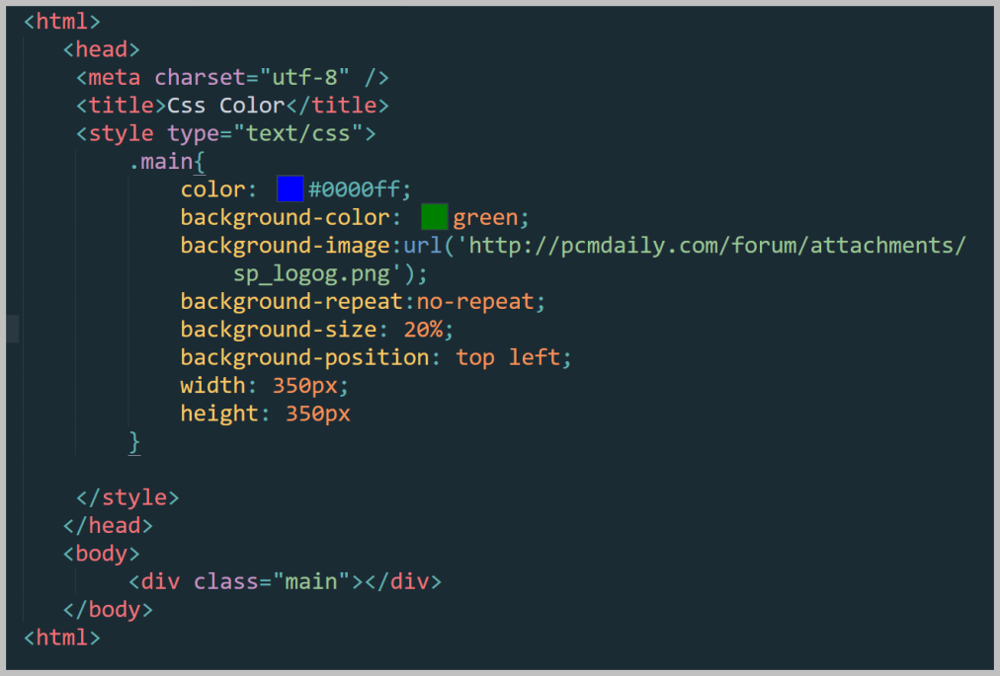 <html>
<head>
<meta charset="utf-8" />
<title>Css Color</title>
<style type="text/css">
.main{
color: #0000ff;
background-color: green;
background-image:url('http://pcmdaily.com/forum/attachments/
sp_logog.png');
background-repeat:no-repeat;
background-size: 20%;
background-position: top left;
width: 350px;
height: 350px
}
</style>
</head>
<body>
<div class="main"></div>
</body>
<html>